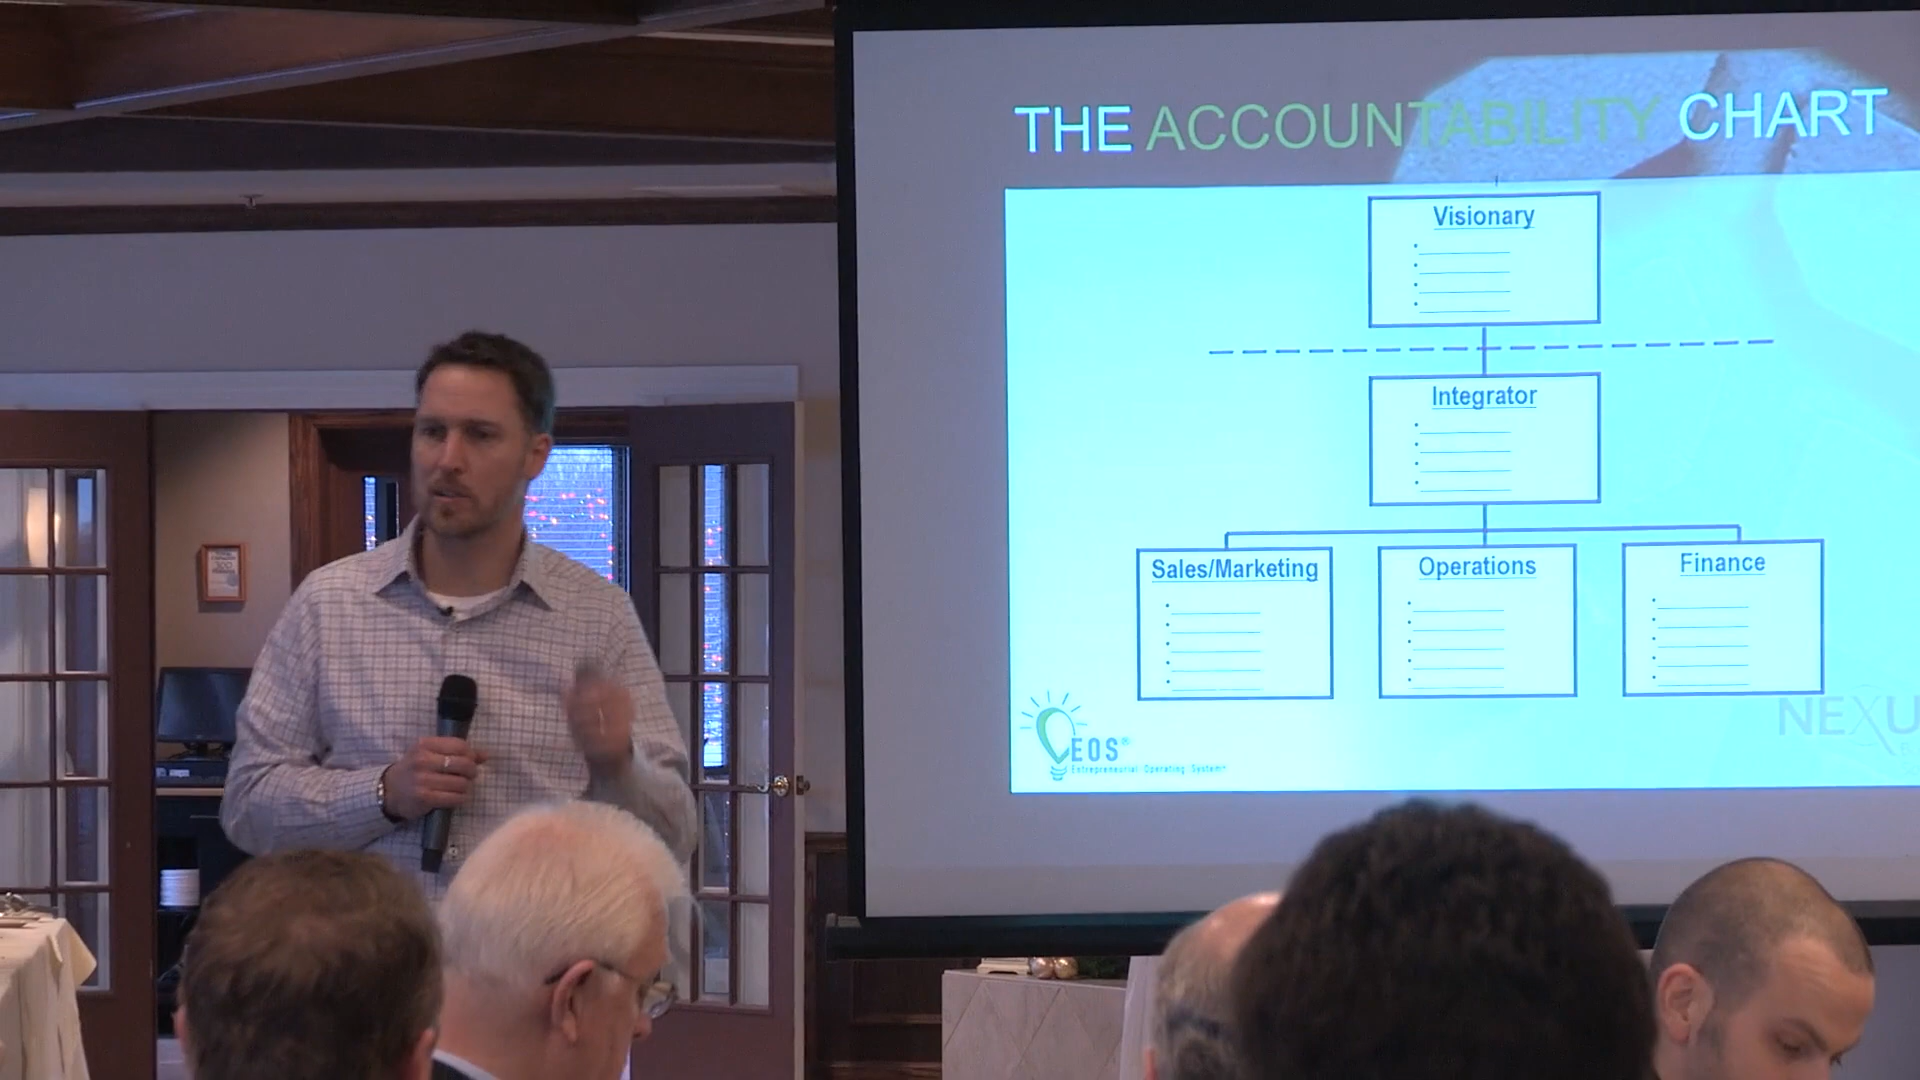 THE ACCOUNTABILITY CHART
Visionary
Integrator
Sales/Marketing
Operations
Finance
EOS®
Entrepreneurial Operating System®
NEXU